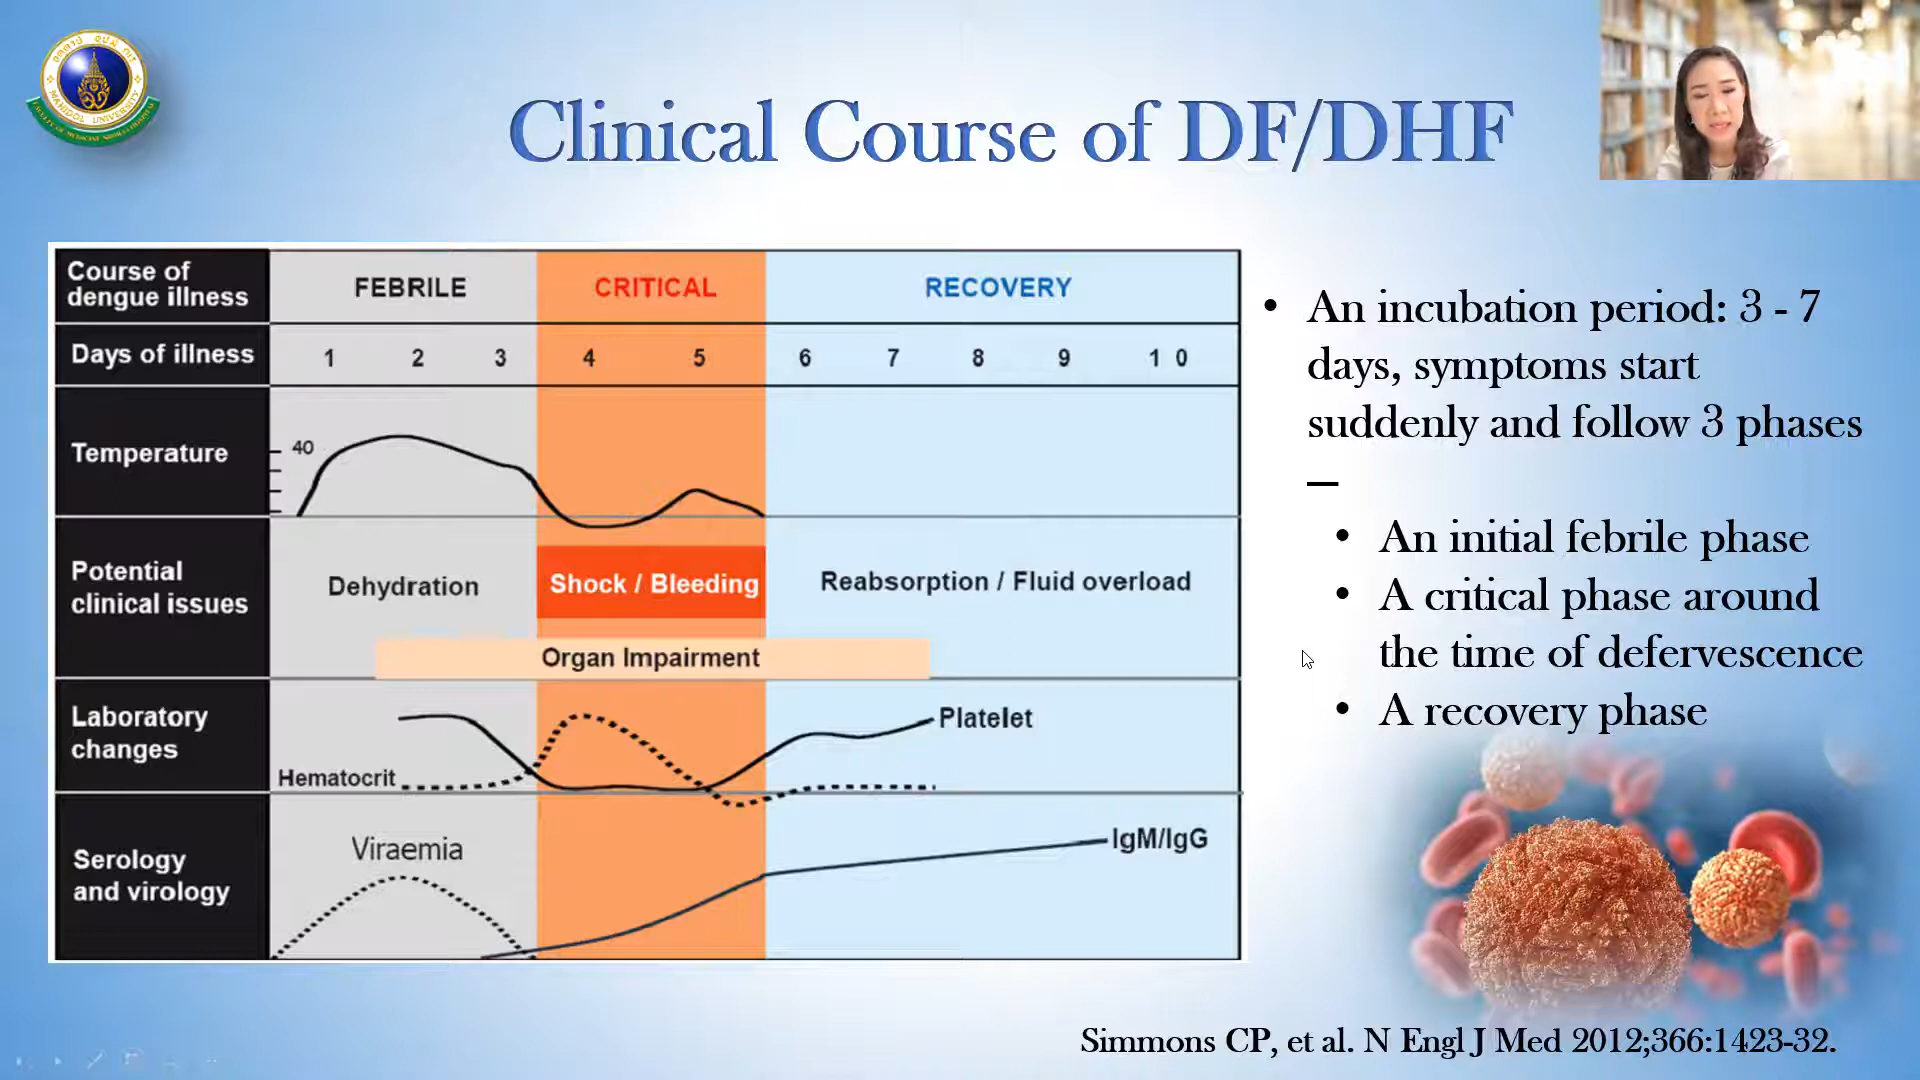 Clinical Course of DF/DHF
MAHIDOL UNIVERSITY
Course of
dengue illness
FEBRILE
CRITICAL
RECOVERY
Days of illness
1 2 3 4 5 6 7 8 9 1 0
Temperature
40
Potential
clinical issues
Dehydration
Shock / Bleeding
Reabsorption / Fluid overload
Organ Impairment
Laboratory
changes
Platelet
Hematocrit
Serology
and virology
Viraemia
IgM/IgG
• An incubation period: 3 - 7
days, symptoms start
suddenly and follow 3 phases
—
• An initial febrile phase
• A critical phase around
the time of defervescence
• A recovery phase
Simmons CP, et al. N Engl J Med 2012;366:1423-32.